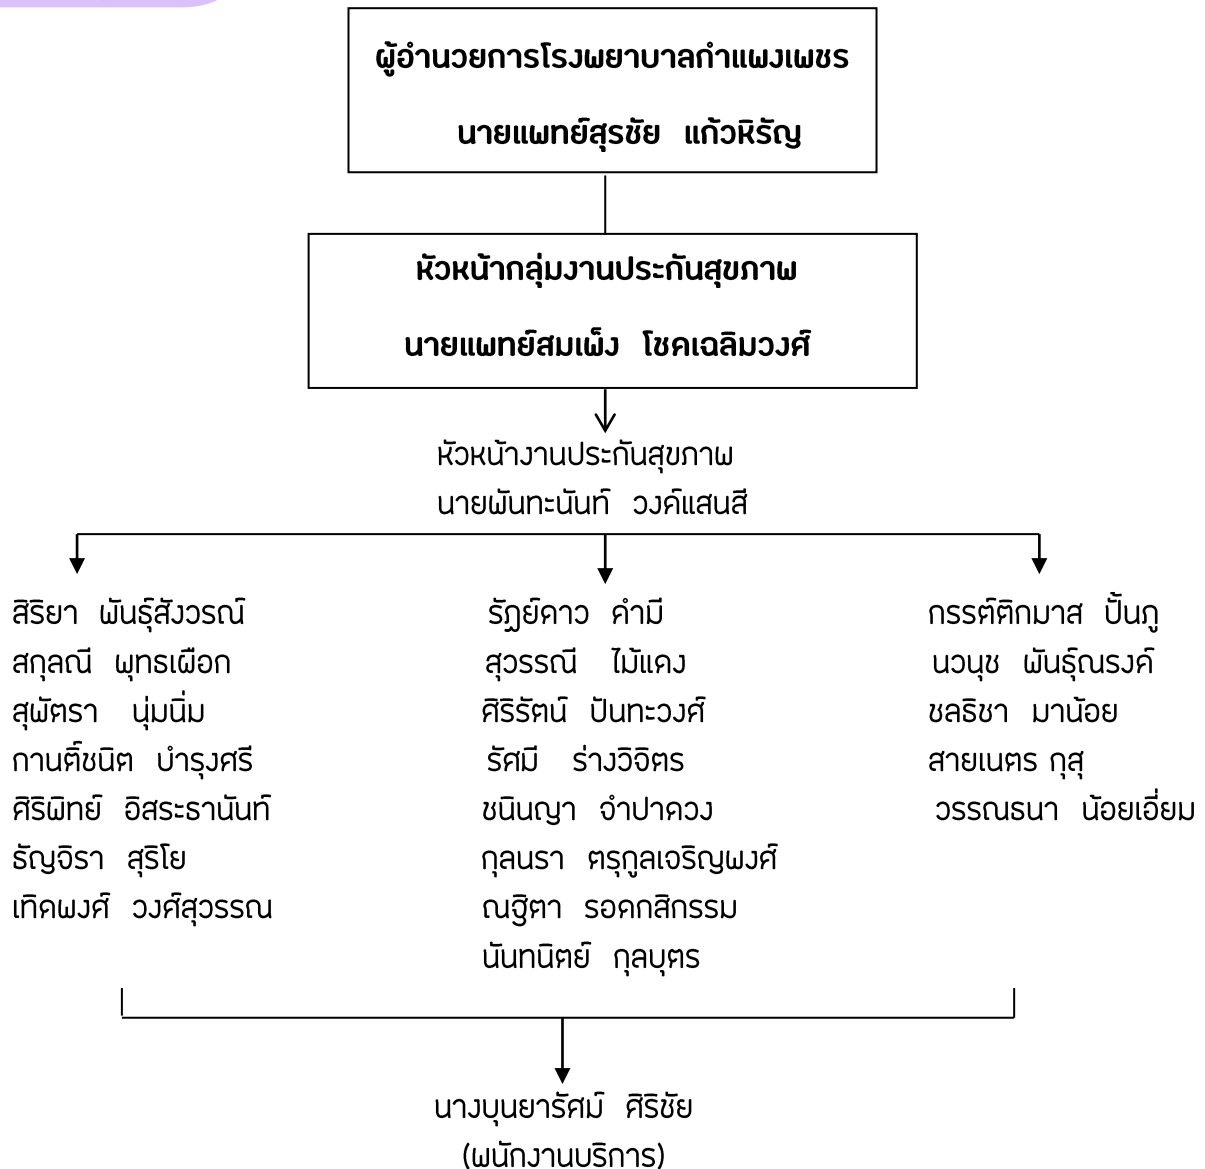 ผู้อำนวยการโรงพยาบาลกำแพงเพชร
นายแพทย์สุรชัย แก้วหิรัญ
หัวหน้ากลุ่มงานประกันสุขภาพ
นายแพทย์สมเพ็ง โชคเฉลิมวงศ์
หัวหน้างานประกันสุขภาพ
นายพันทะนันท์ วงค์แสนสี
สิริยา พันธุ์สังวรณ์
สกุลณี พุทธเผือก
สุพัตรา นุ่มนิ่ม
กานติ์ชนิต บำรุงศรี
ศิริพิทย์ อิสระธานันท์
ธัญจิรา สุริโย
เทิดพงศ์ วงศ์สุวรรณ
รัฏย์ดาว คำมี
สุวรรณี ไม้แดง
ศิริรัตน์ ปันทะวงศ์
รัศมี ร่างวิจิตร
ชนินญา จำปาดวง
กุลนรา ตรุกูลเจริญพงศ์
ณฐิตา รอดกสิกรรม
นันทนิตย์ กุลบุตร
กรรต์ติกมาส ปั้นภู
นวนุช พันธุ์ณรงค์
ชลธิชา มาน้อย
สายเนตร กุสุ
วรรณธนา น้อยเอี่ยม
นางบุนยารัศม์ ศิริชัย
(พนักงานบริการ)